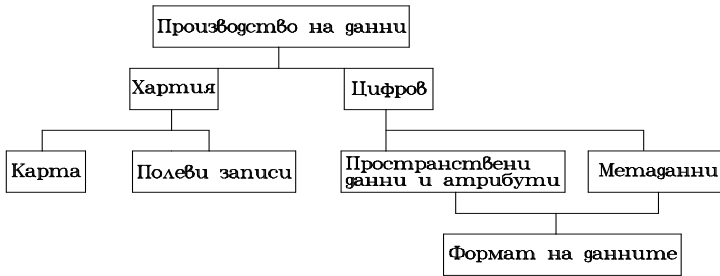 Производство на данни
Хартия
Цифров
Карта
Полеви записи
Пространствени
данни и атрибути
Метаданни
Формат на данните